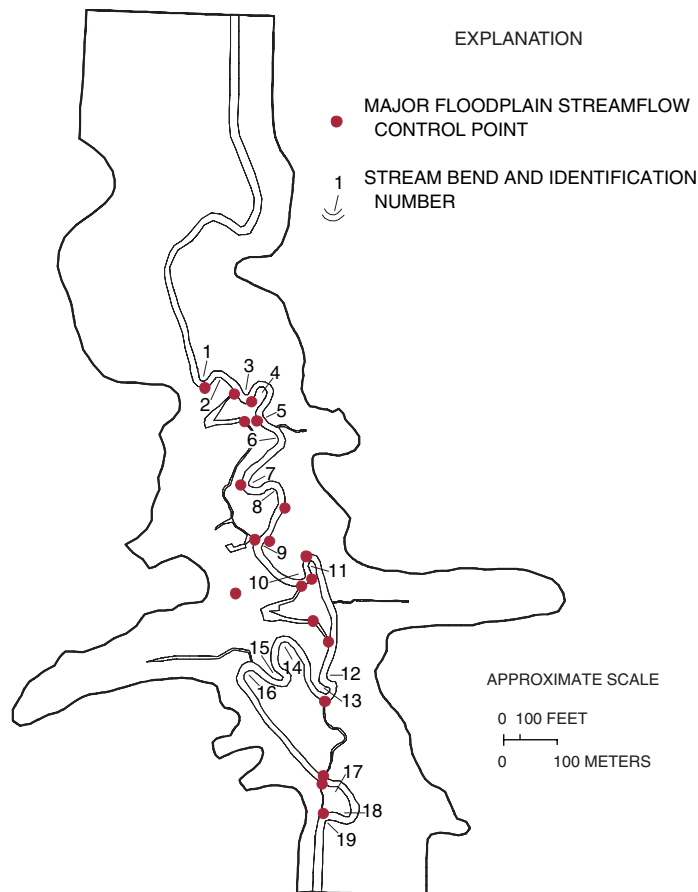 EXPLANATION
MAJOR FLOODPLAIN STREAMFLOW
CONTROL POINT
1
STREAM BEND AND IDENTIFICATION
NUMBER
1
2
3
4
5
6
7
8
9
10
11
12
13
14
15
16
17
18
19
APPROXIMATE SCALE
0 100 FEET
0 100 METERS